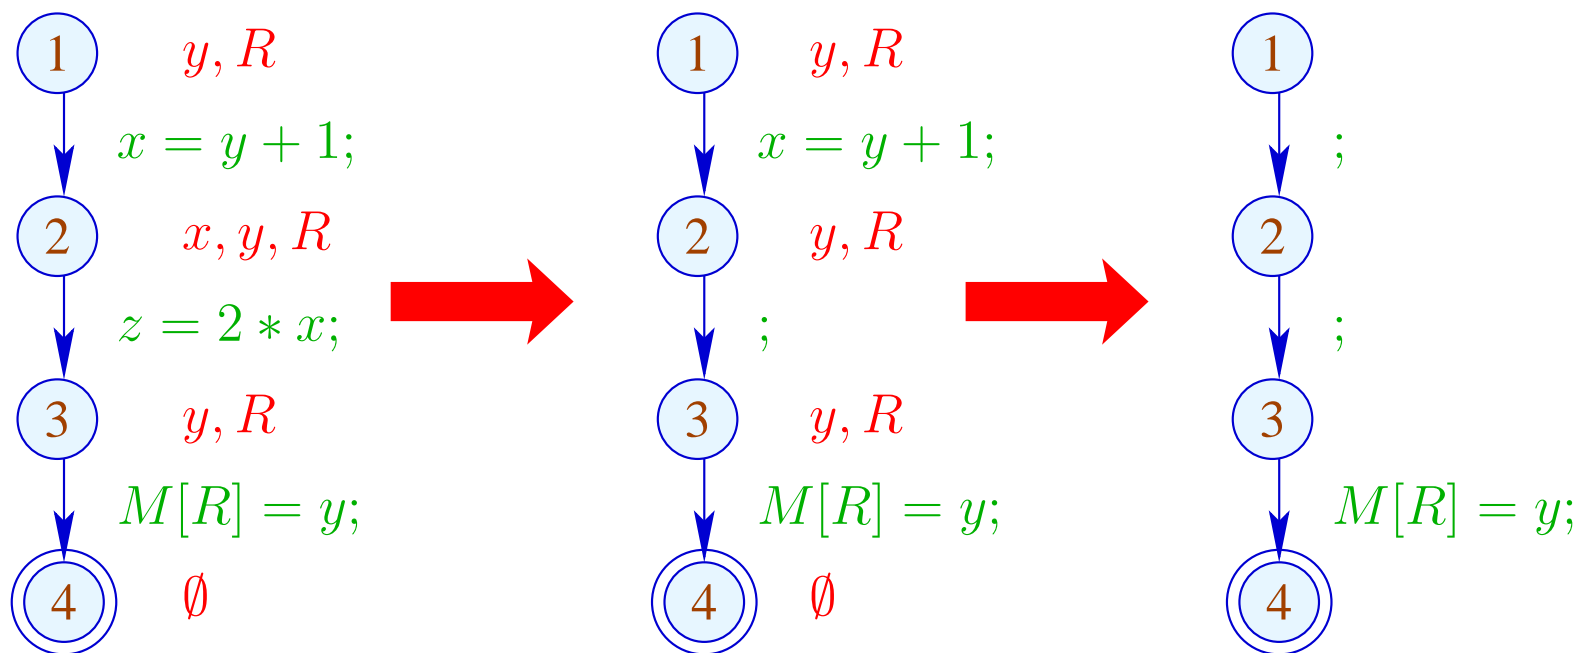 1 y, R 1 y, R 1
x = y + 1; x = y + 1; ;
2 x, y, R 2 y, R 2
z = 2 * x; ; ;
3 y, R 3 y, R 3
M[R] = y; M[R] = y; M[R] = y;
4 ∅ 4 ∅ 4